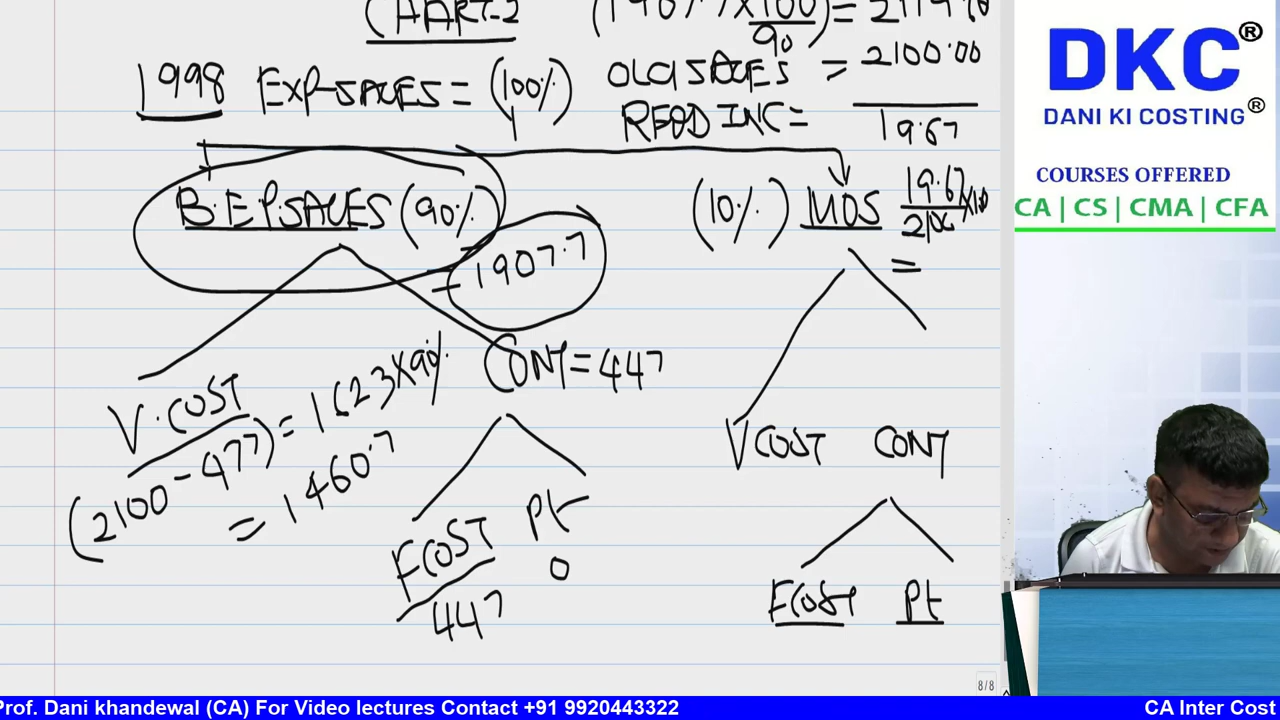 CHART-2
(1907.7 × 100/90) = 2119.
1998 EXP-SALES = (100%)
OLD SALES = 2100.00
REQD INC = 19.67
B.E.P.SALES (90%)
= 1907.7
(10%) MOS
19.67/2100 × 100
=
V.COST
(2100 - 477) = 1623 × 90%
= 1460.7
CONT = 447
FCOST
447
Pt
0
V COST CONT
FCOST Pt
8/8
DKC®
DANI KI COSTING®
COURSES OFFERED
CA | CS | CMA | CFA
Prof. Dani khandewal (CA) For Video lectures Contact +91 9920443322
CA Inter Cost